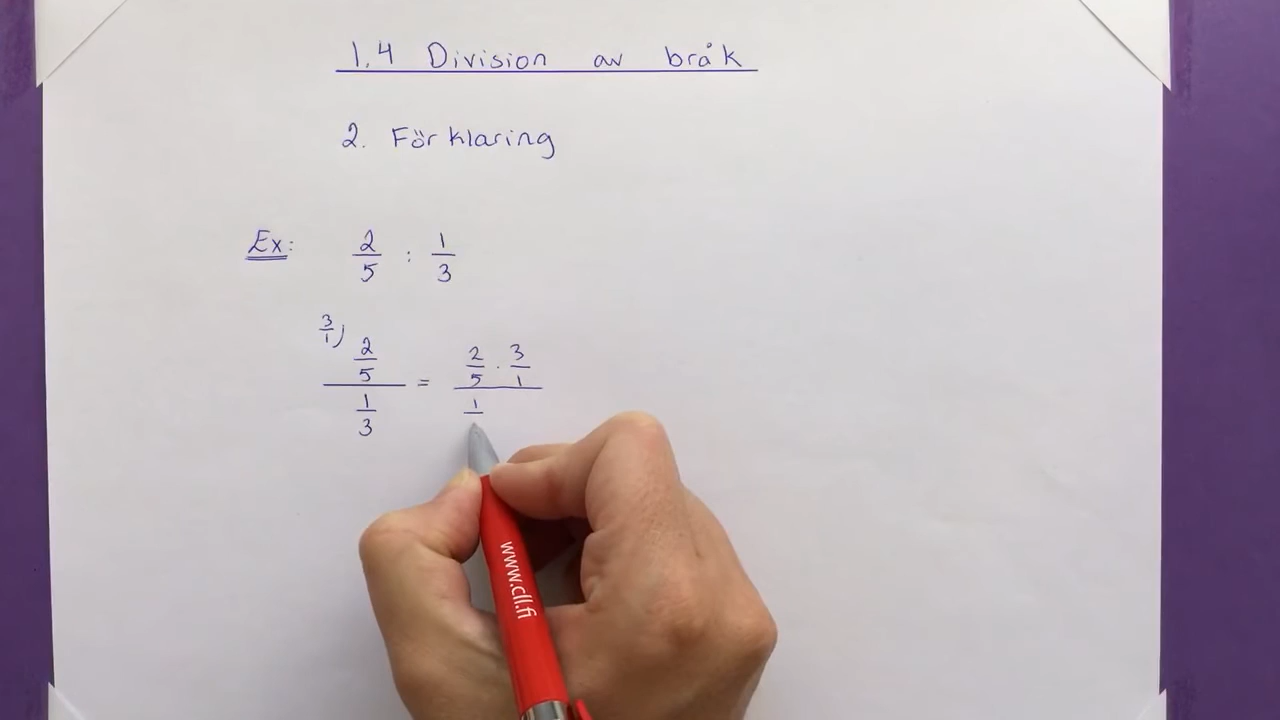 1.4 Division av bråk
2. Förklaring
Ex: 2/5 : 1/3
3/1) (2/5)/(1/3) = (2/5 · 3/1)/(1/
www.cll.fi